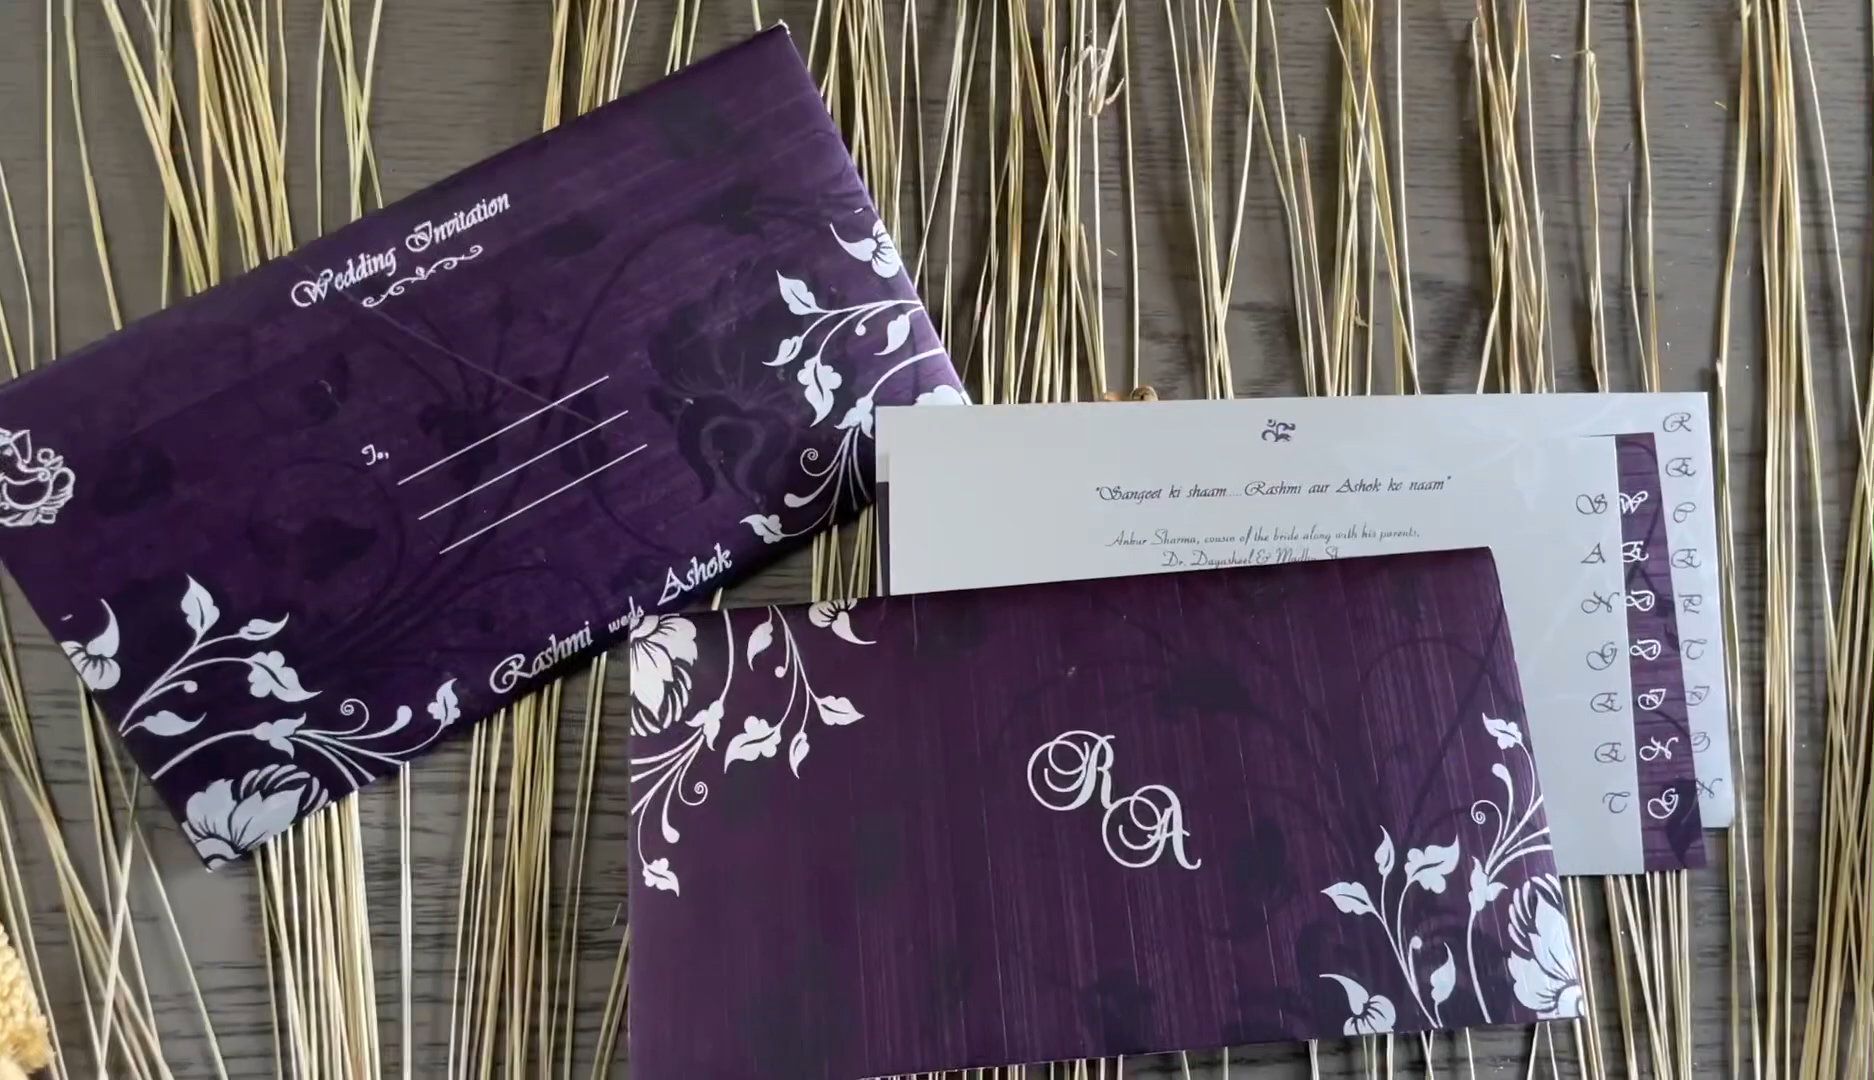 Wedding Invitation
To,
Rashmi weds Ashok
"Sangeet ki shaam....Rashmi aur Ashok ke naam"
Ankur Sharma, cousin of the bride along with his parents,
Dr. Dayasheel & Madhu
SANGEET
WEDDING
RECEPTION
RA